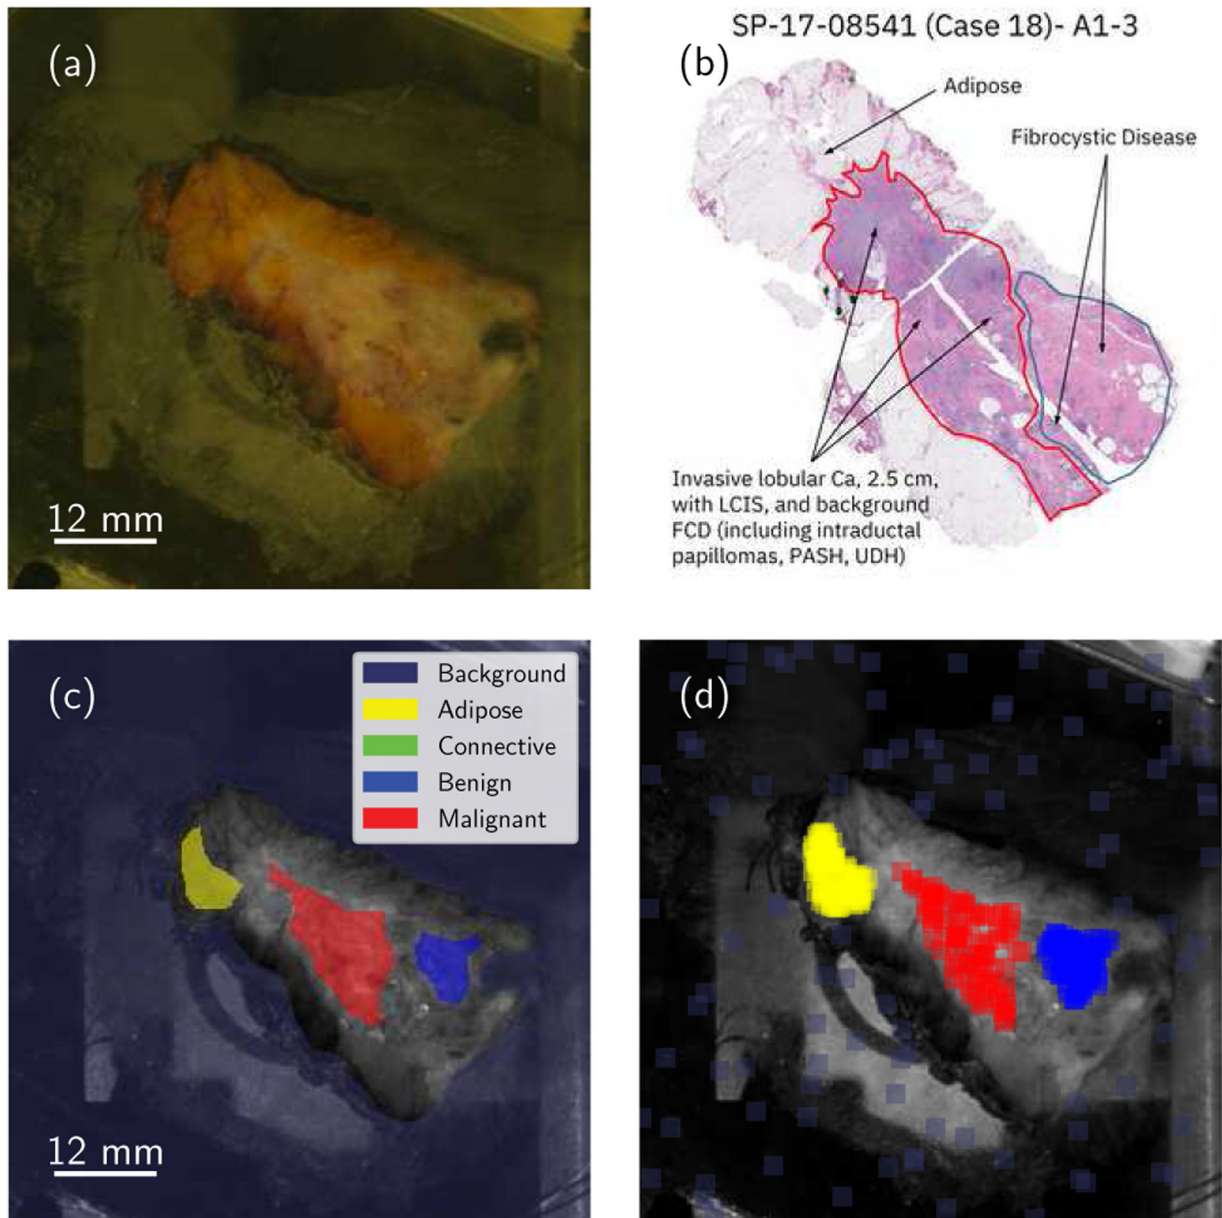 (a)
12 mm
SP-17-08541 (Case 18)- A1-3
(b)
Adipose
Fibrocystic Disease
Invasive lobular Ca, 2.5 cm,
with LCIS, and background
FCD (including intraductal
papillomas, PASH, UDH)
(c)
Background
Adipose
Connective
Benign
Malignant
12 mm
(d)